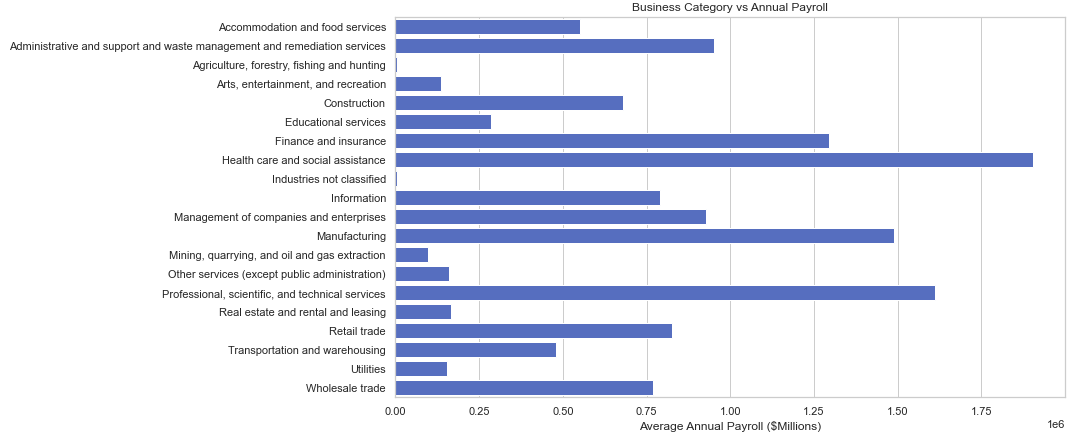 Business Category vs Annual Payroll
Accommodation and food services
Administrative and support and waste management and remediation services
Agriculture, forestry, fishing and hunting
Arts, entertainment, and recreation
Construction
Educational services
Finance and insurance
Health care and social assistance
Industries not classified
Information
Management of companies and enterprises
Manufacturing
Mining, quarrying, and oil and gas extraction
Other services (except public administration)
Professional, scientific, and technical services
Real estate and rental and leasing
Retail trade
Transportation and warehousing
Utilities
Wholesale trade
0.00 0.25 0.50 0.75 1.00 1.25 1.50 1.75
1e6
Average Annual Payroll ($Millions)